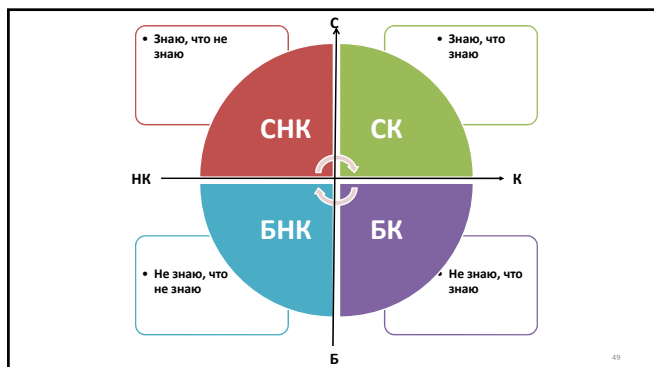 С
• Знаю, что не
знаю
• Знаю, что
знаю
СНК
СК
НК
К
БНК
БК
• Не знаю, что
не знаю
• Не знаю, что
знаю
Б
49